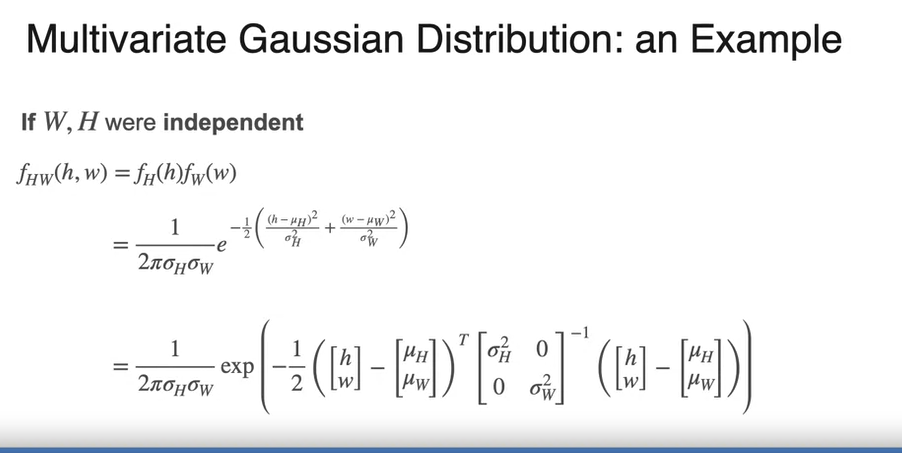 Multivariate Gaussian Distribution: an Example
If W, H were independent
f_{HW}(h, w) = f_H(h)f_W(w)
= \frac{1}{2\pi\sigma_H\sigma_W} e^{-\frac{1}{2}\left(\frac{(h-\mu_H)^2}{\sigma_H^2} + \frac{(w-\mu_W)^2}{\sigma_W^2}\right)}
= \frac{1}{2\pi\sigma_H\sigma_W} \exp\left(-\frac{1}{2}\left(\begin{bmatrix}h\\w\end{bmatrix} - \begin{bmatrix}\mu_H\\\mu_W\end{bmatrix}\right)^T \begin{bmatrix}\sigma_H^2 & 0\\0 & \sigma_W^2\end{bmatrix}^{-1} \left(\begin{bmatrix}h\\w\end{bmatrix} - \begin{bmatrix}\mu_H\\\mu_W\end{bmatrix}\right)\right)